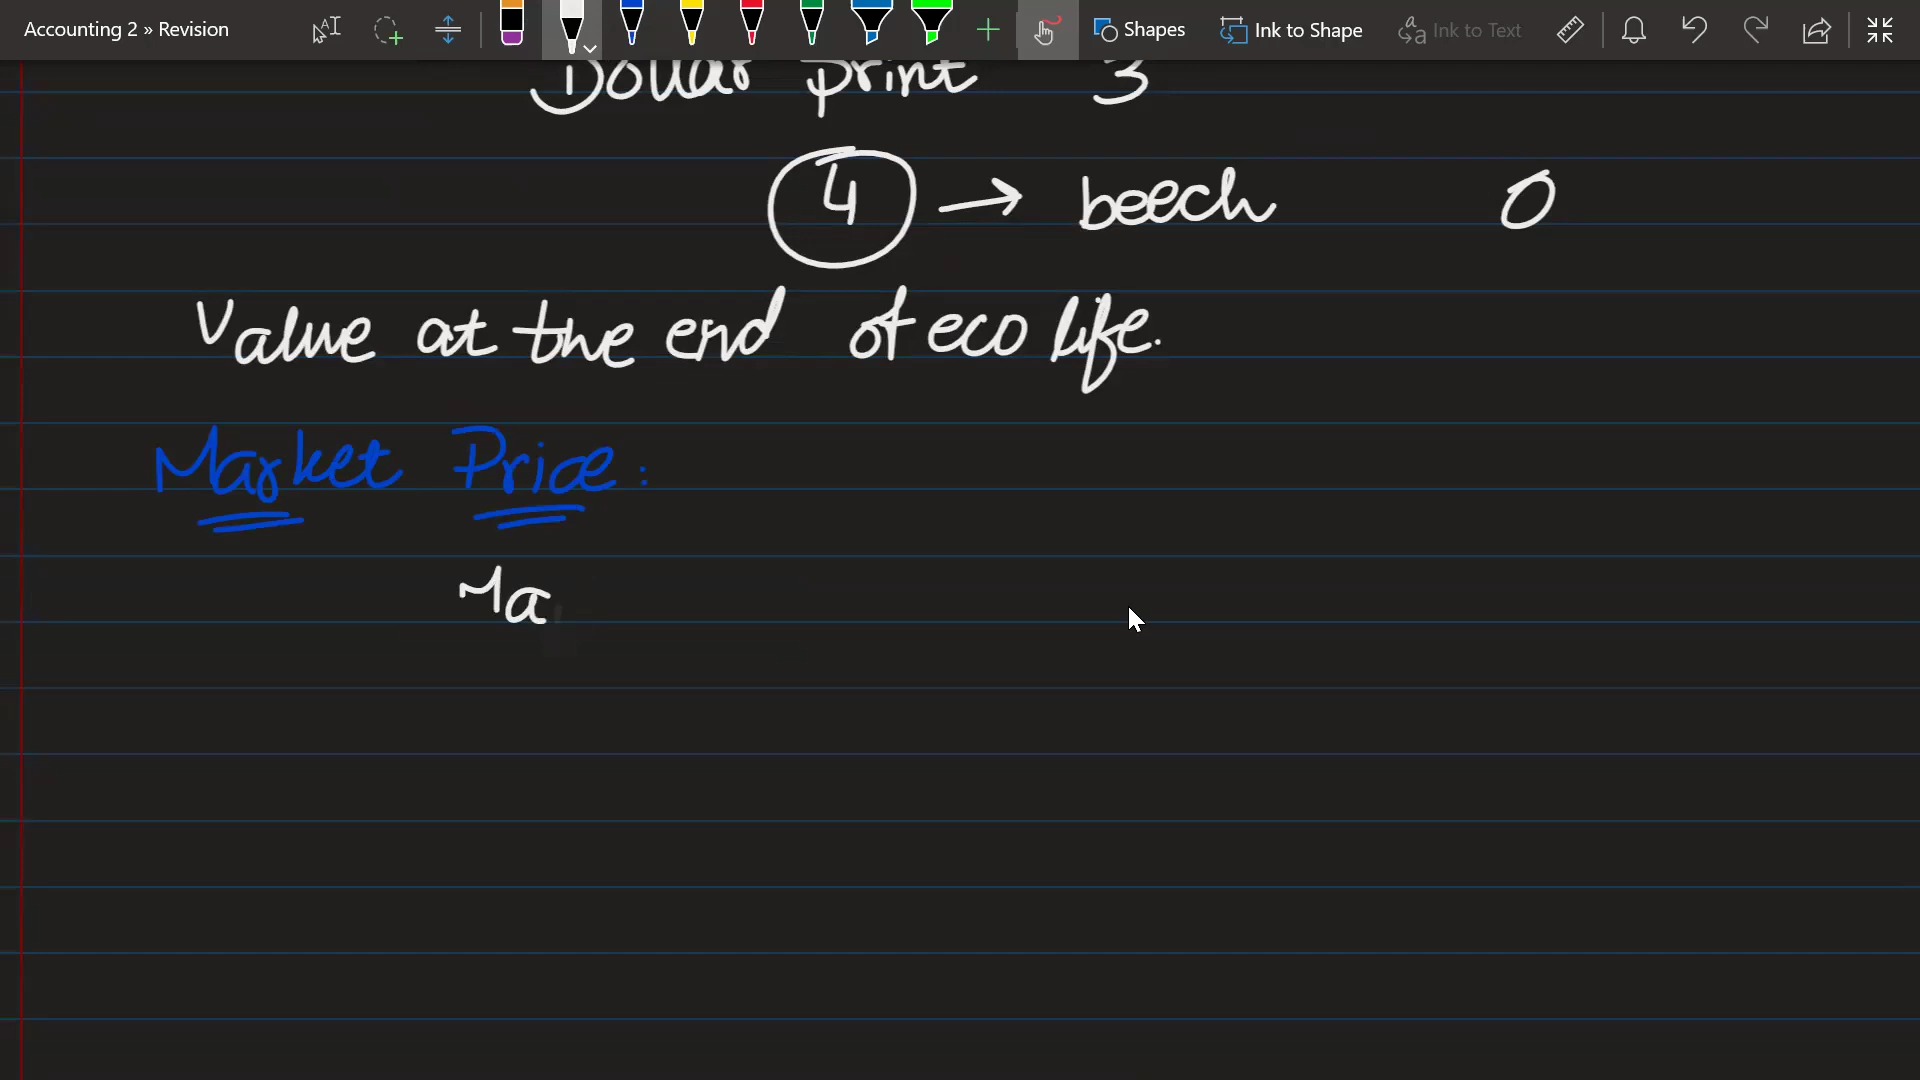 Accounting 2 » Revision Shapes Ink to Shape Ink to Text
Dollar print 3
4 → beech 0
Value at the end of eco life.
Market Price:
Ma